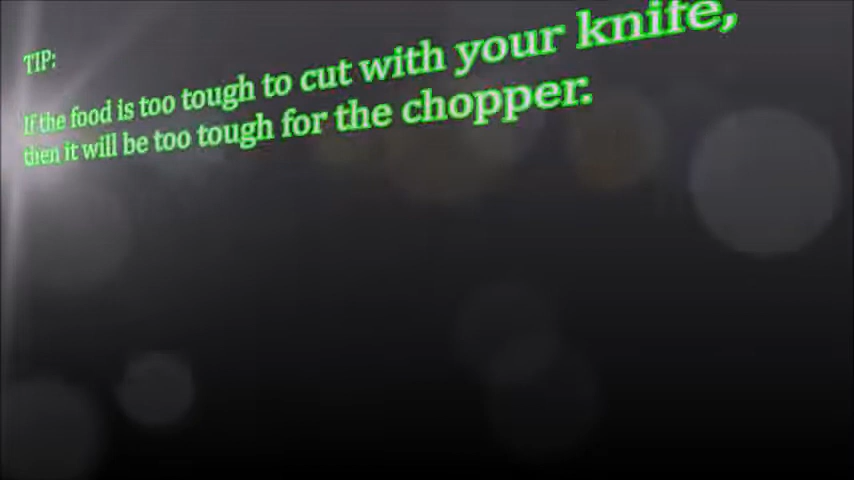 TIP:
If the food is too tough to cut with your knife,
then it will be too tough for the chopper.